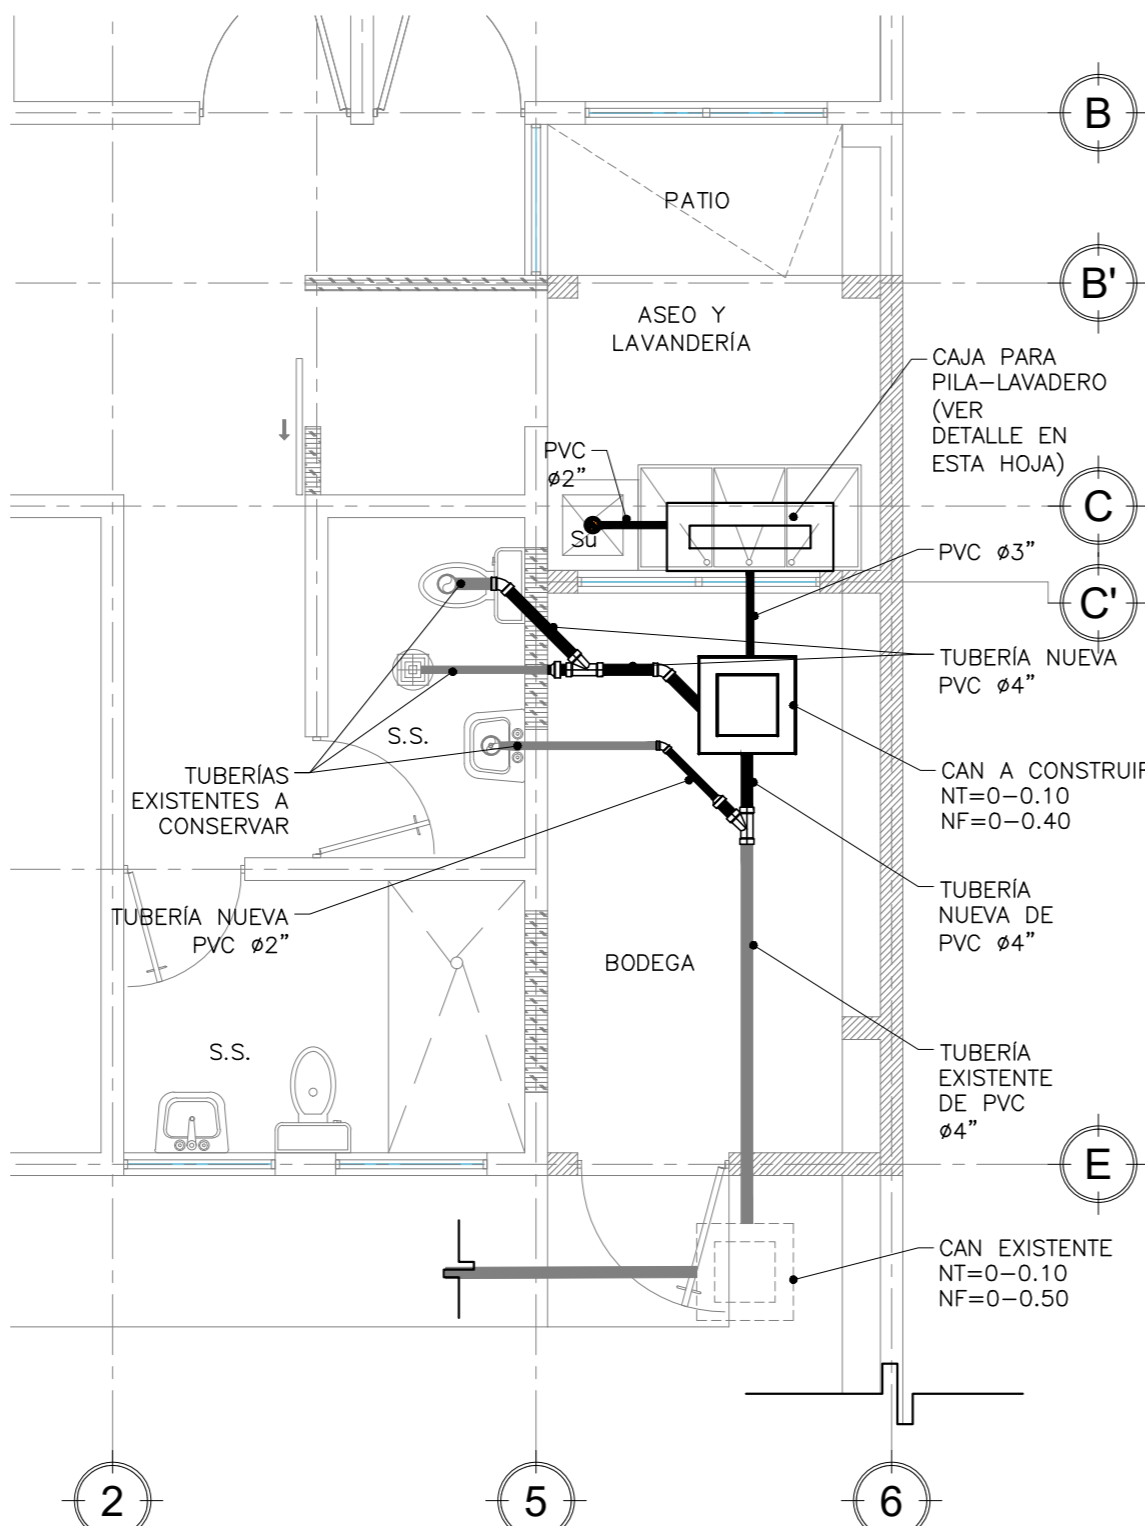 B
PATIO
B'
ASEO Y
LAVANDERÍA
CAJA PARA
PILA-LAVADERO
(VER
DETALLE EN
ESTA HOJA)
PVC
ø2"
C
Su
PVC ø3"
C'
TUBERÍA NUEVA
PVC ø4"
S.S.
TUBERÍAS
EXISTENTES A
CONSERVAR
CAN A CONSTRUIR
NT=0-0.10
NF=0-0.40
TUBERÍA NUEVA
PVC ø2"
TUBERÍA
NUEVA DE
PVC ø4"
BODEGA
S.S.
TUBERÍA
EXISTENTE
DE PVC
ø4"
E
CAN EXISTENTE
NT=0-0.10
NF=0-0.50
2
5
6